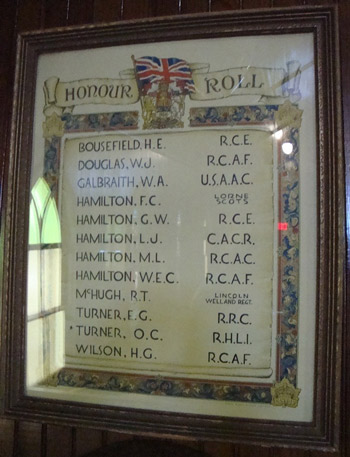 HONOUR ROLL
BOUSEFIELD, H.E. R.C.E.
DOUGLAS, W.J. R.C.A.F.
GALBRAITH, W.A. U.S.A.A.C.
HAMILTON, F.C. LORNE SCOTS
HAMILTON, G.W. R.C.E.
HAMILTON, L.J. C.A.C.R.
HAMILTON, M.L. R.C.A.C.
HAMILTON, W.E.C. R.C.A.F.
McHUGH, R.T. LINCOLN WELLAND REGT.
TURNER, E.G. R.R.C.
* TURNER, O.C. R.H.L.I.
WILSON, H.G. R.C.A.F.